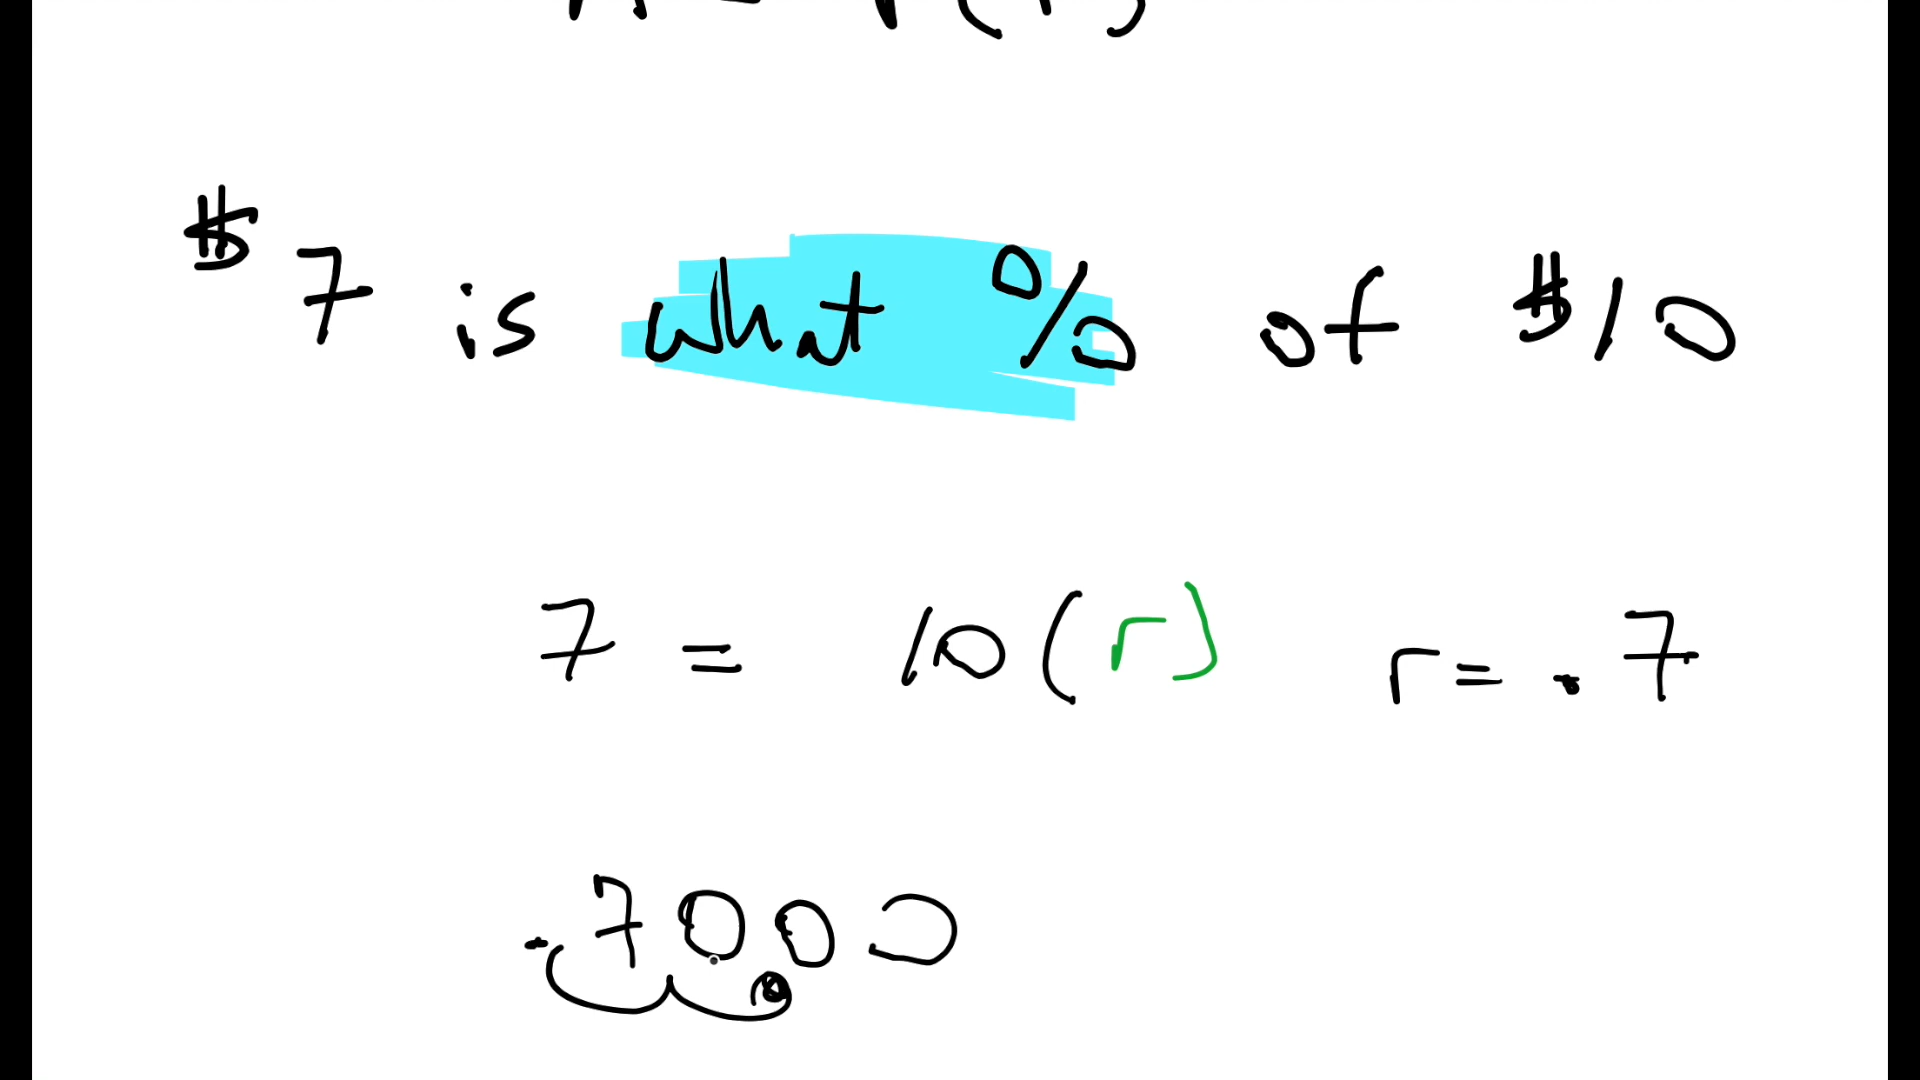 $7 is what % of $10
7 = 10(r) r = .7
.7000